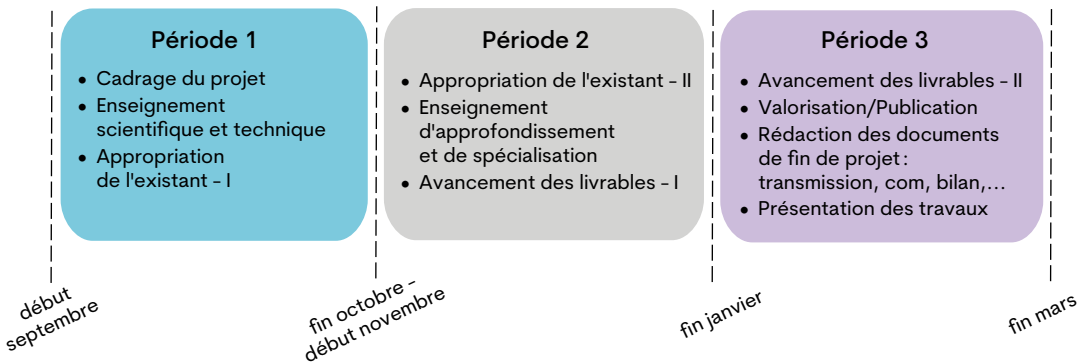 Période 1
• Cadrage du projet
• Enseignement
scientifique et technique
• Appropriation
de l'existant - I
Période 2
• Appropriation de l'existant - II
• Enseignement
d'approfondissement
et de spécialisation
• Avancement des livrables - I
Période 3
• Avancement des livrables - II
• Valorisation/Publication
• Rédaction des documents
de fin de projet :
transmission, com, bilan,...
• Présentation des travaux
début
septembre
fin octobre -
début novembre
fin janvier
fin mars